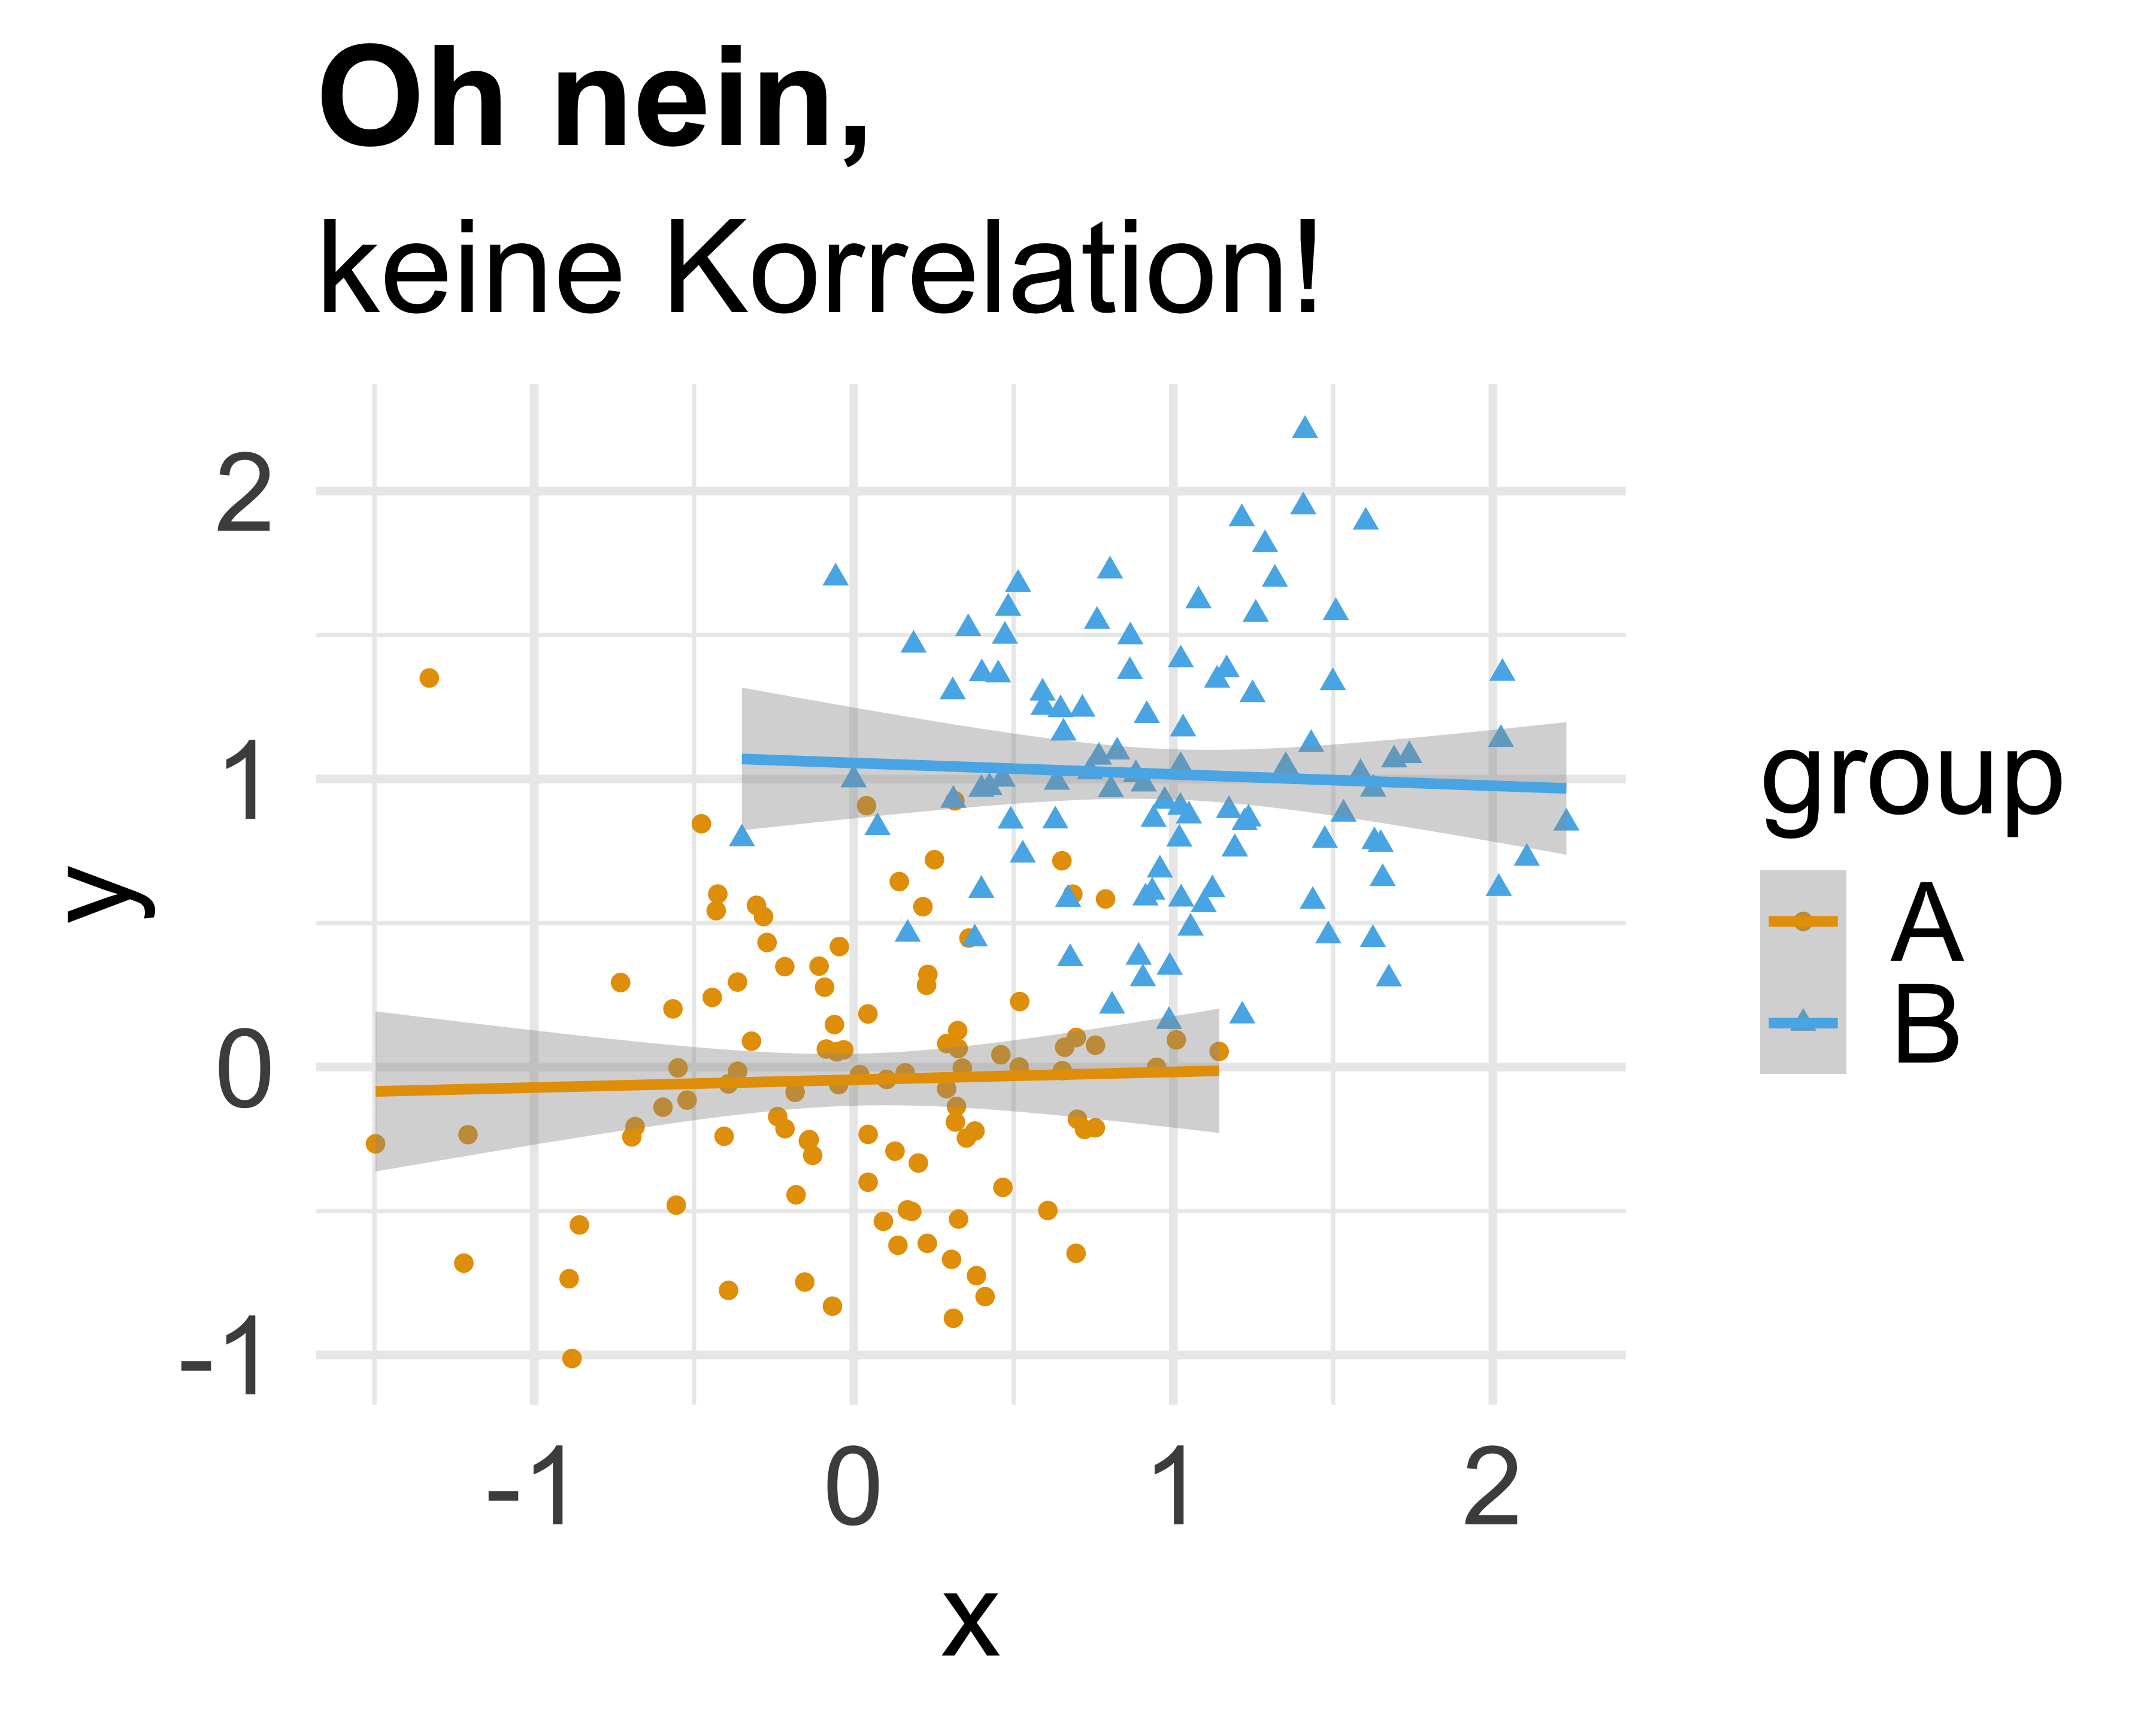 Oh nein,
keine Korrelation!
2
1
0
-1
y
-1 0 1 2
x
group
A
B